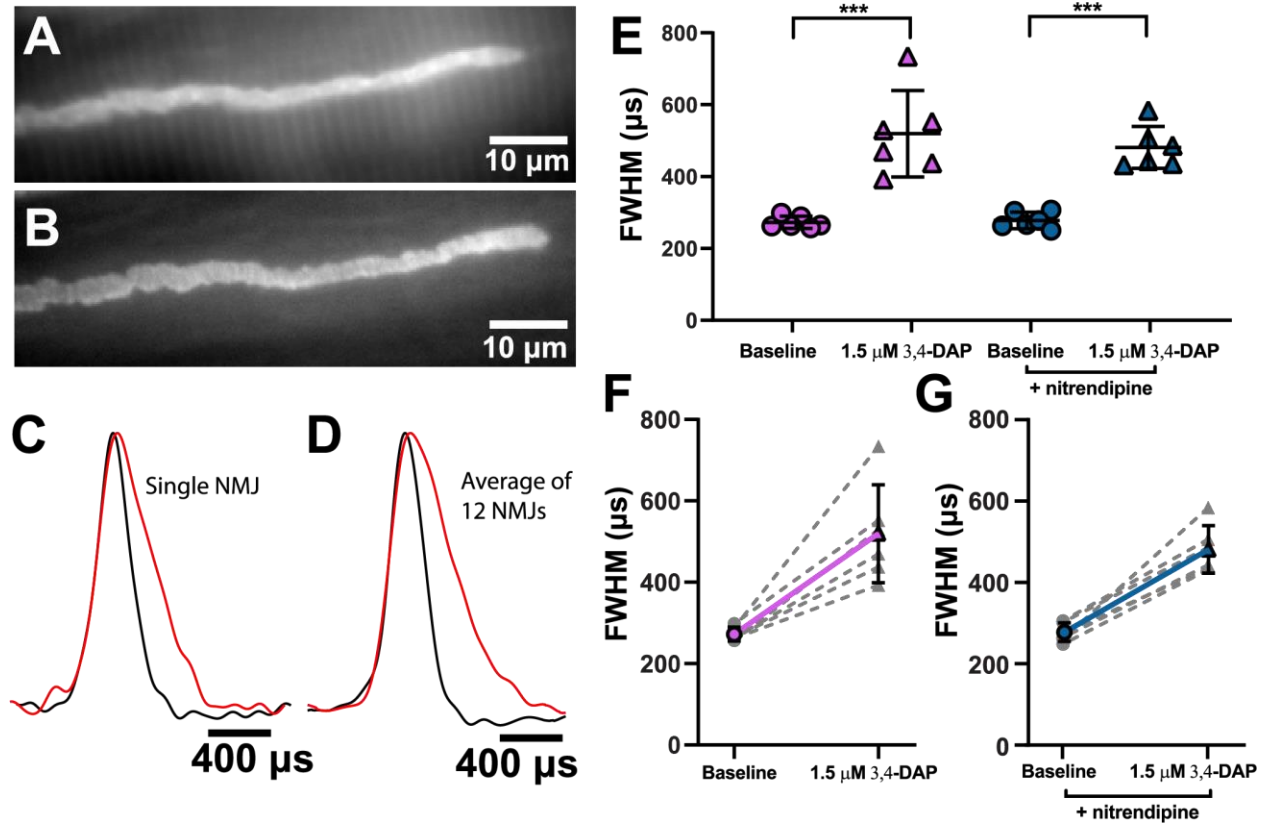 A
10 µm
B
10 µm
C
Single NMJ
400 µs
D
Average of
12 NMJs
400 µs
E
***
***
FWHM (µs)
800
600
400
200
0
Baseline
1.5 µM 3,4-DAP
Baseline
1.5 µM 3,4-DAP
+ nitrendipine
F
FWHM (µs)
800
600
400
200
0
Baseline
1.5 µM 3,4-DAP
G
FWHM (µs)
800
600
400
200
0
Baseline
1.5 µM 3,4-DAP
+ nitrendipine